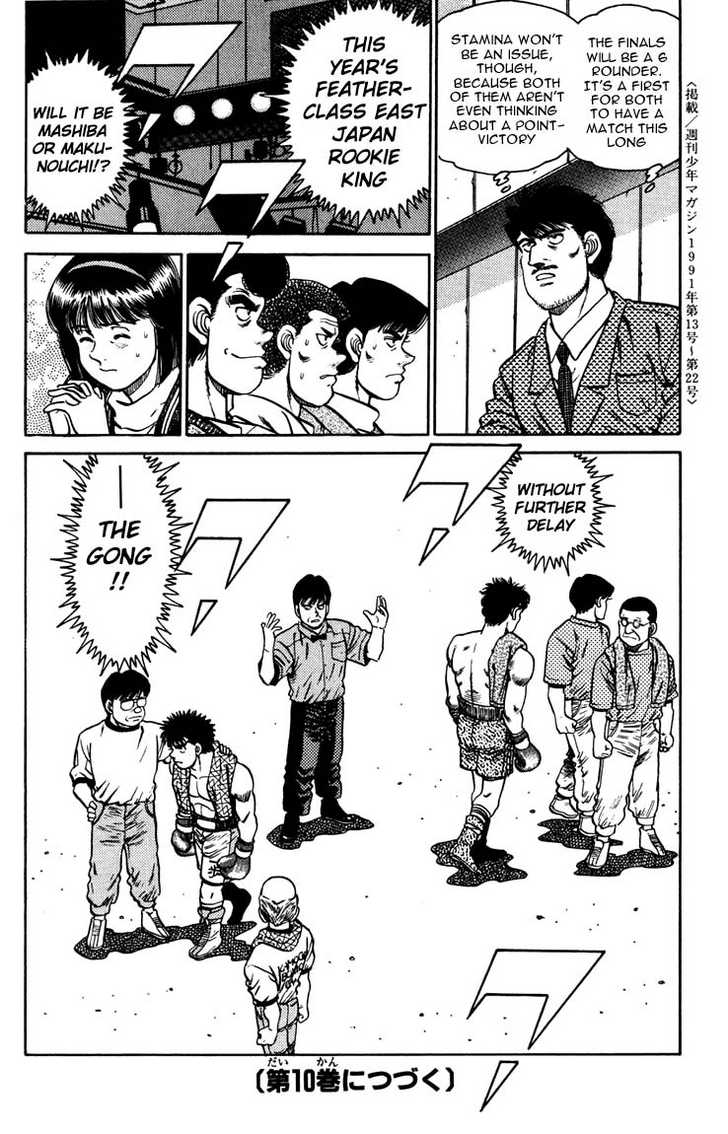 THE FINALS
WILL BE A 6
ROUNDER.
IT'S A FIRST
FOR BOTH
TO HAVE A
MATCH THIS
LONG
STAMINA WON'T
BE AN ISSUE,
THOUGH,
BECAUSE BOTH
OF THEM AREN'T
EVEN THINKING
ABOUT A POINT-
VICTORY
〈掲載／週刊少年マガジン1991年第13号～第22号〉
THIS
YEAR'S
FEATHER-
CLASS EAST
JAPAN
ROOKIE
KING
WILL IT BE
MASHIBA
OR MAKU-
NOUCHI!?
WITHOUT
FURTHER
DELAY
—
THE
GONG
!!
だい かん
(第10巻につづく)